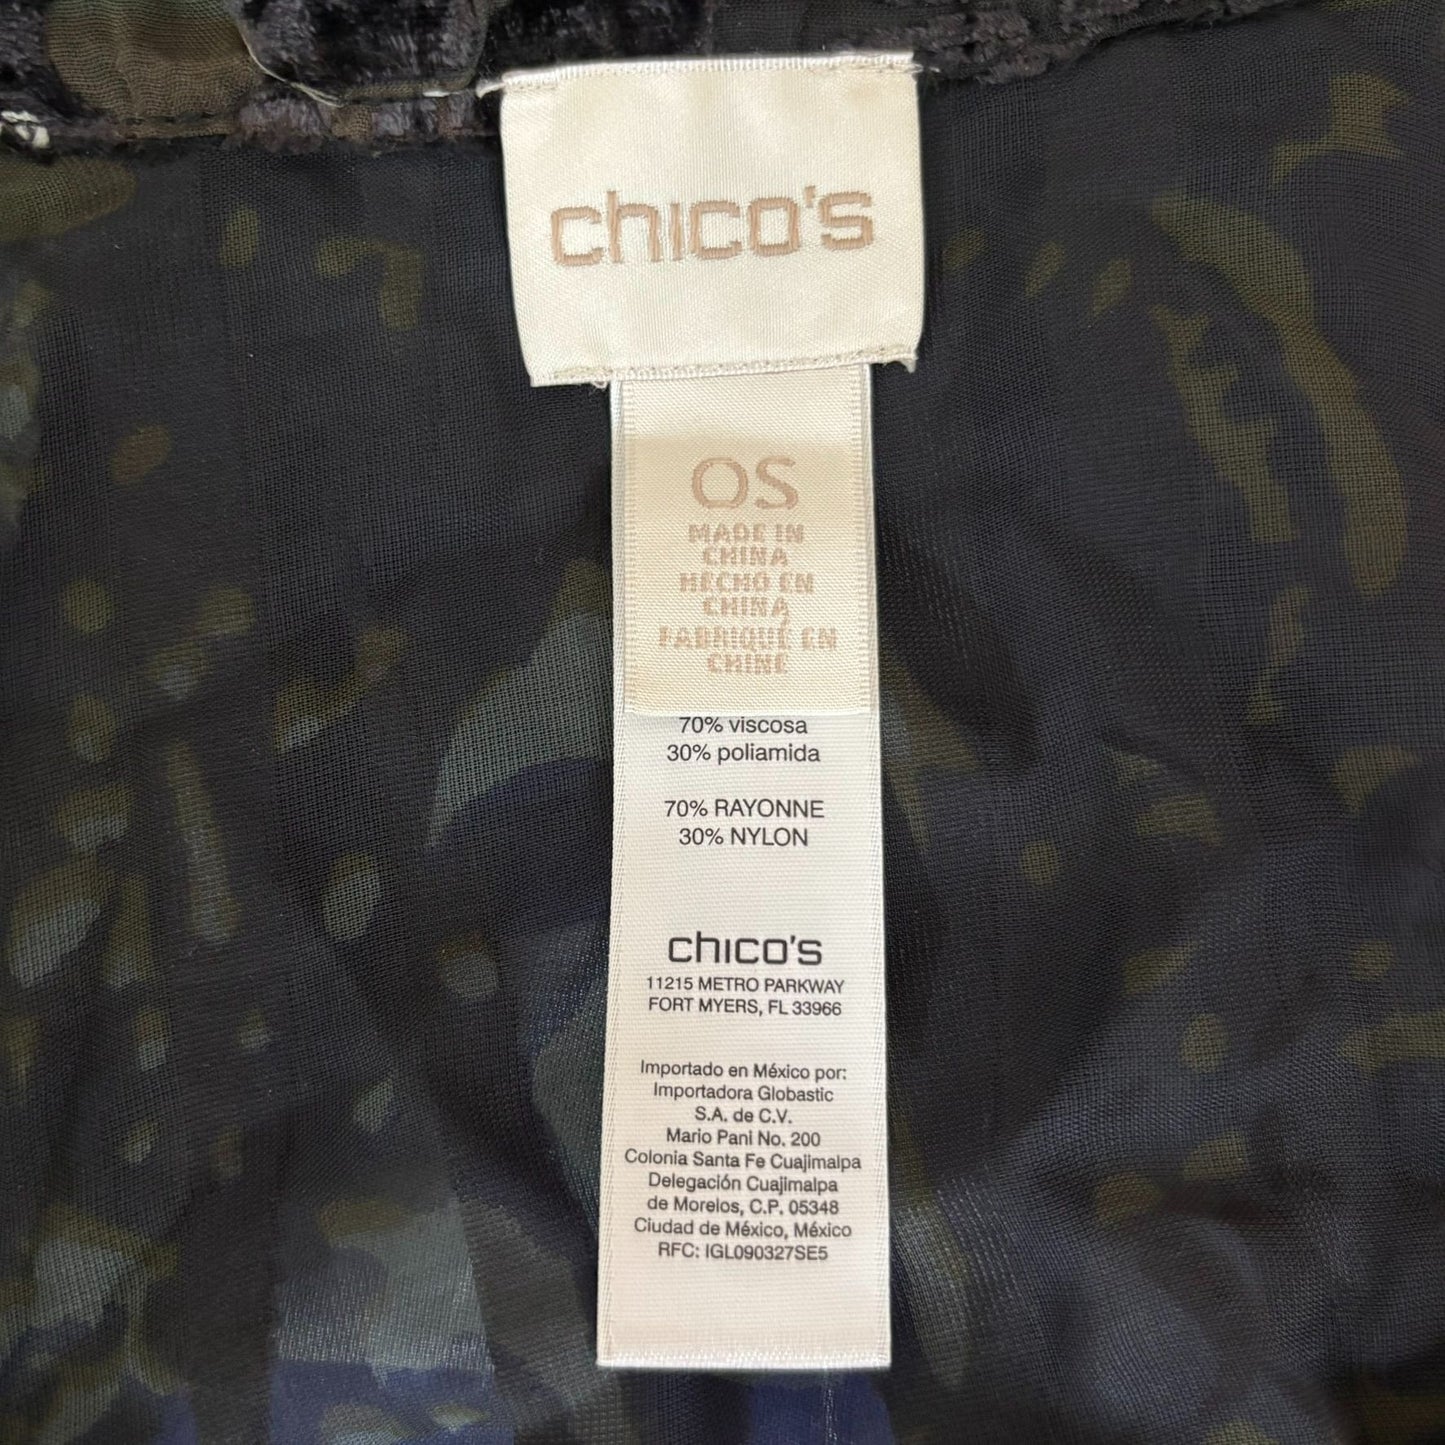 chico's
OS
MADE IN
CHINA
HECHO EN
CHINA
FABRIQUÉ EN
CHINE
70% viscosa
30% poliamida
70% RAYONNE
30% NYLON
chico's
11215 METRO PARKWAY
FORT MYERS, FL 33966
Importado en México por:
Importadora Globastic
S.A. de C.V.
Mario Pani No. 200
Colonia Santa Fe Cuajimalpa
Delegación Cuajimalpa
de Morelos, C.P. 05348
Ciudad de México, México
RFC: IGL090327SE5